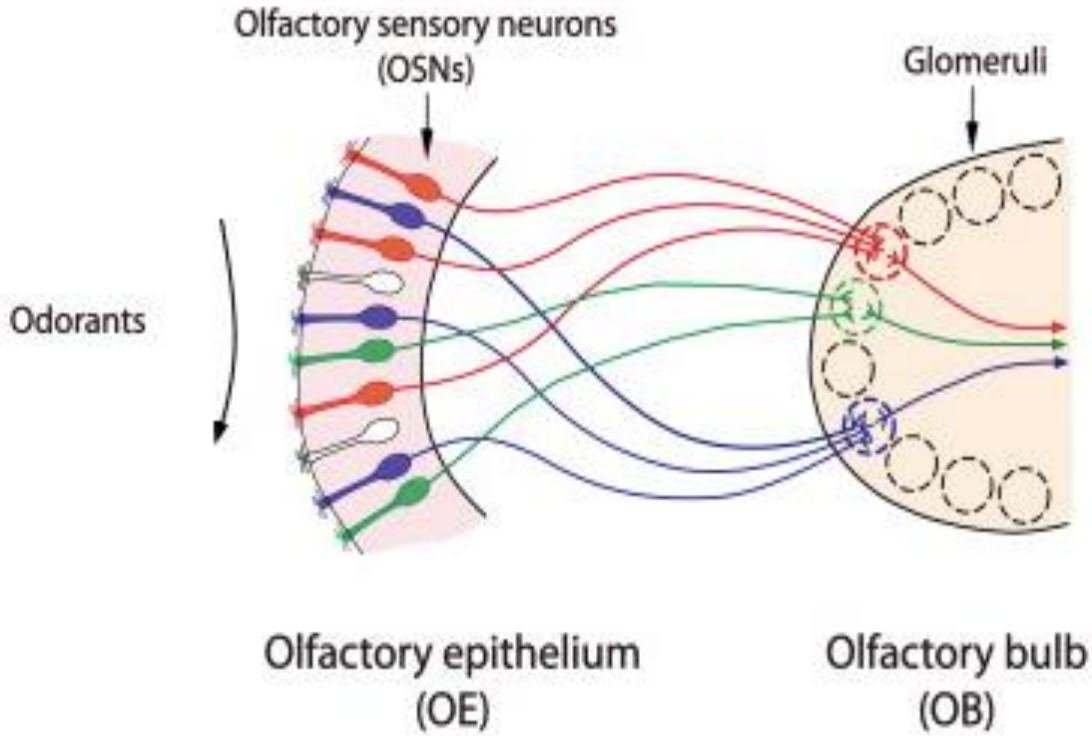 Olfactory sensory neurons
(OSNs)
Glomeruli
Odorants
Olfactory epithelium
(OE)
Olfactory bulb
(OB)